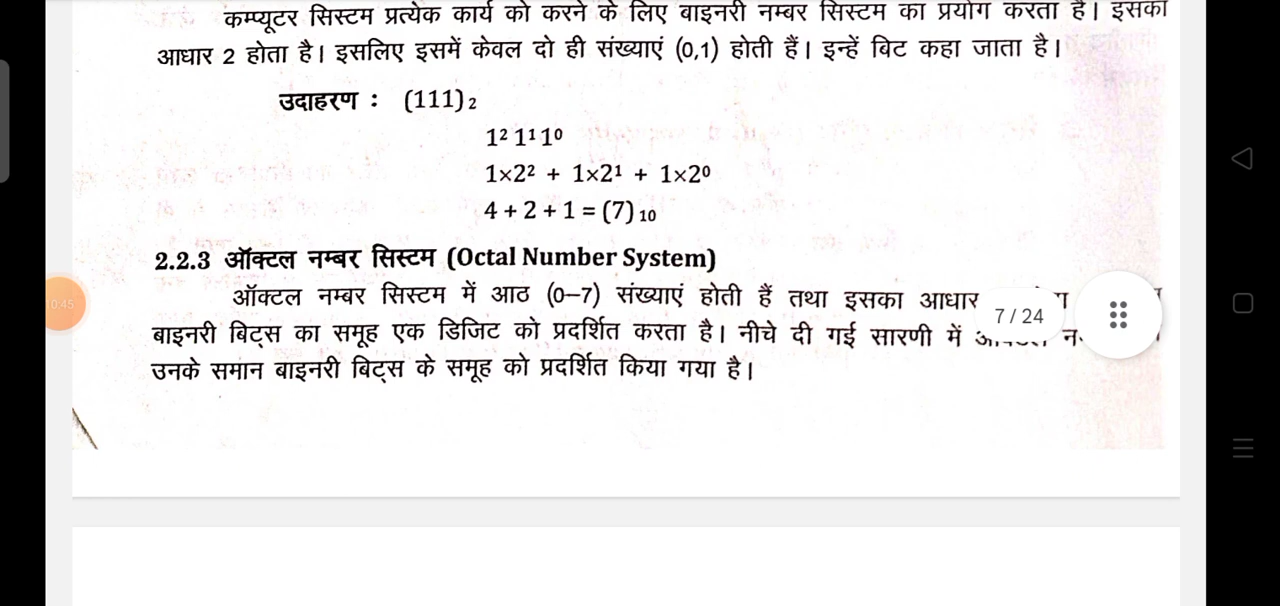 कम्प्यूटर सिस्टम प्रत्येक कार्य को करने के लिए बाइनरी नम्बर सिस्टम का प्रयोग करता है। इसका
आधार 2 होता है। इसलिए इसमें केवल दो ही संख्याएं (0,1) होती हैं। इन्हें बिट कहा जाता है।
उदाहरण : (111)₂
1² 1¹ 1⁰
1×2² + 1×2¹ + 1×2⁰
4 + 2 + 1 = (7)₁₀
2.2.3 ऑक्टल नम्बर सिस्टम (Octal Number System)
ऑक्टल नम्बर सिस्टम में आठ (0–7) संख्याएं होती हैं तथा इसका आधार
7 / 24
10:45
बाइनरी बिट्स का समूह एक डिजिट को प्रदर्शित करता है। नीचे दी गई सारणी में
उनके समान बाइनरी बिट्स के समूह को प्रदर्शित किया गया है।